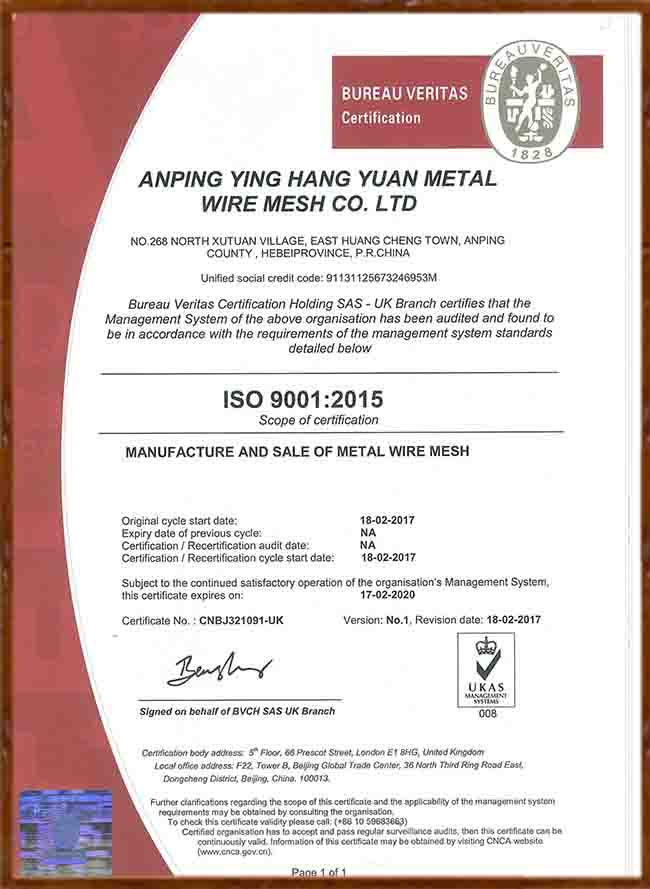 BUREAU VERITAS
Certification
BUREAU VERITAS
1828
ANPING YING HANG YUAN METAL
WIRE MESH CO. LTD
NO.268 NORTH XUTUAN VILLAGE, EAST HUANG CHENG TOWN, ANPING
COUNTY , HEBEIPROVINCE, P.R.CHINA
Unified social credit code: 91131125673246953M
Bureau Veritas Certification Holding SAS - UK Branch certifies that the
Management System of the above organisation has been audited and found to
be in accordance with the requirements of the management system standards
detailed below
ISO 9001:2015
Scope of certification
MANUFACTURE AND SALE OF METAL WIRE MESH
Original cycle start date: 18-02-2017
Expiry date of previous cycle: NA
Certification / Recertification audit date: NA
Certification / Recertification cycle start date: 18-02-2017
Subject to the continued satisfactory operation of the organisation's Management System,
this certificate expires on: 17-02-2020
Certificate No. : CNBJ321091-UK Version: No.1, Revision date: 18-02-2017
Signed on behalf of BVCH SAS UK Branch
UKAS
MANAGEMENT
SYSTEMS
008
Certification body address: 5th Floor, 66 Prescot Street, London E1 8HG, United Kingdom
Local office address: F22, Tower B, Beijing Global Trade Center, 36 North Third Ring Road East,
Dongcheng District, Beijing, China. 100013.
Further clarifications regarding the scope of this certificate and the applicability of the management system
requirements may be obtained by consulting the organisation.
To check this certificate validity please call: (+86 10 59683663)
Certified organisation has to accept and pass regular surveillance audits, then this certificate can be
continuously valid. Information of this certificate may be obtained by visiting CNCA website
(www.cnca.gov.cn).
Page 1 of 1